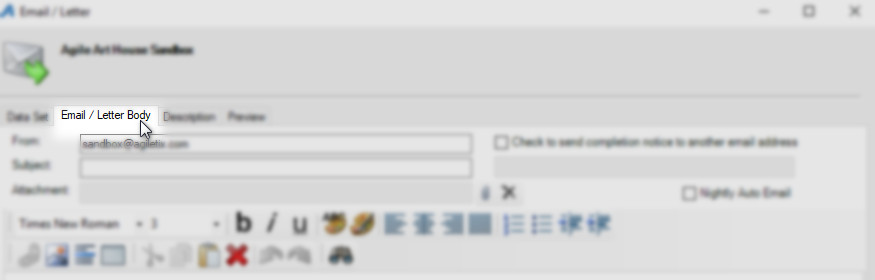 Email / Letter
Agile Art House Sandbox
Data Set Email / Letter Body Description Preview
From: sandbox@agiletix.com Check to send completion notice to another email address
Subject:
Attachment: Nightly Auto Email
Times New Roman 3 b i u